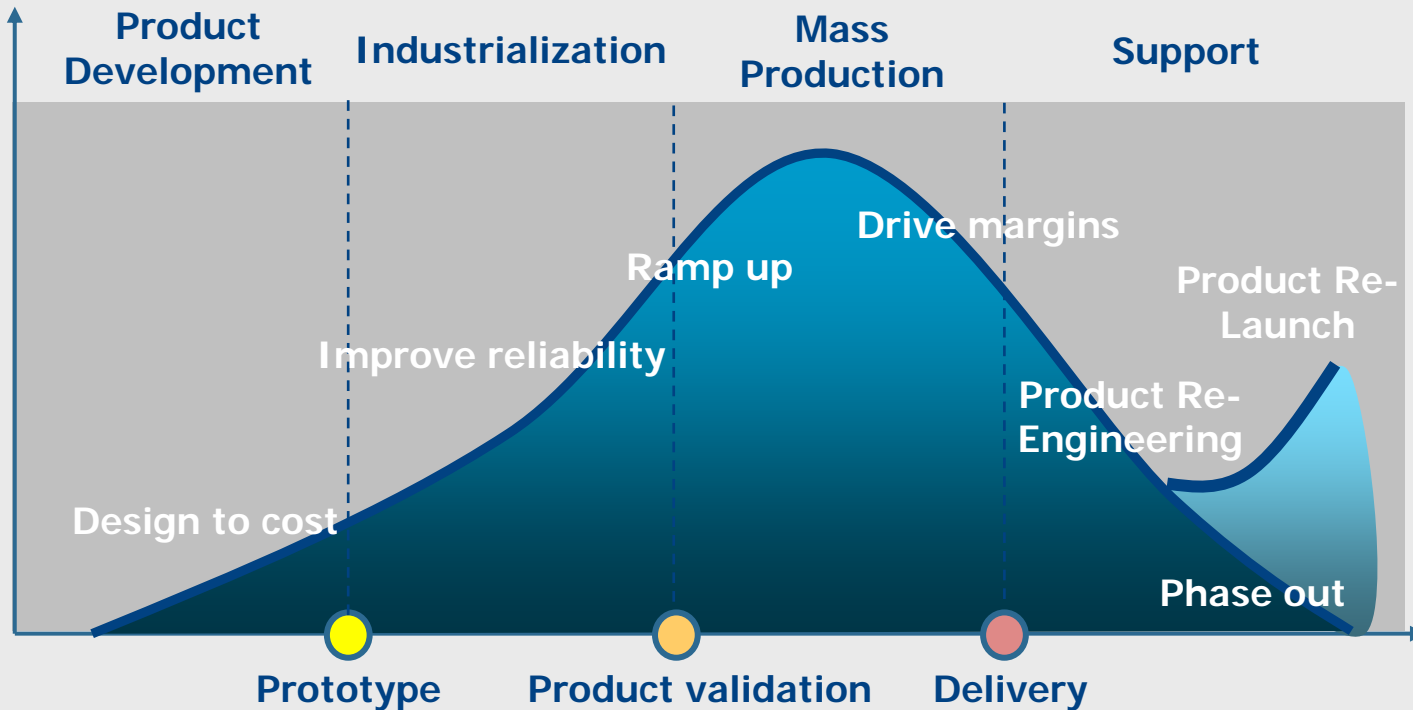 Product
Development
Industrialization
Mass
Production
Support
Drive margins
Ramp up
Product Re-
Launch
Improve reliability
Product Re-
Engineering
Design to cost
Phase out
Prototype
Product validation
Delivery